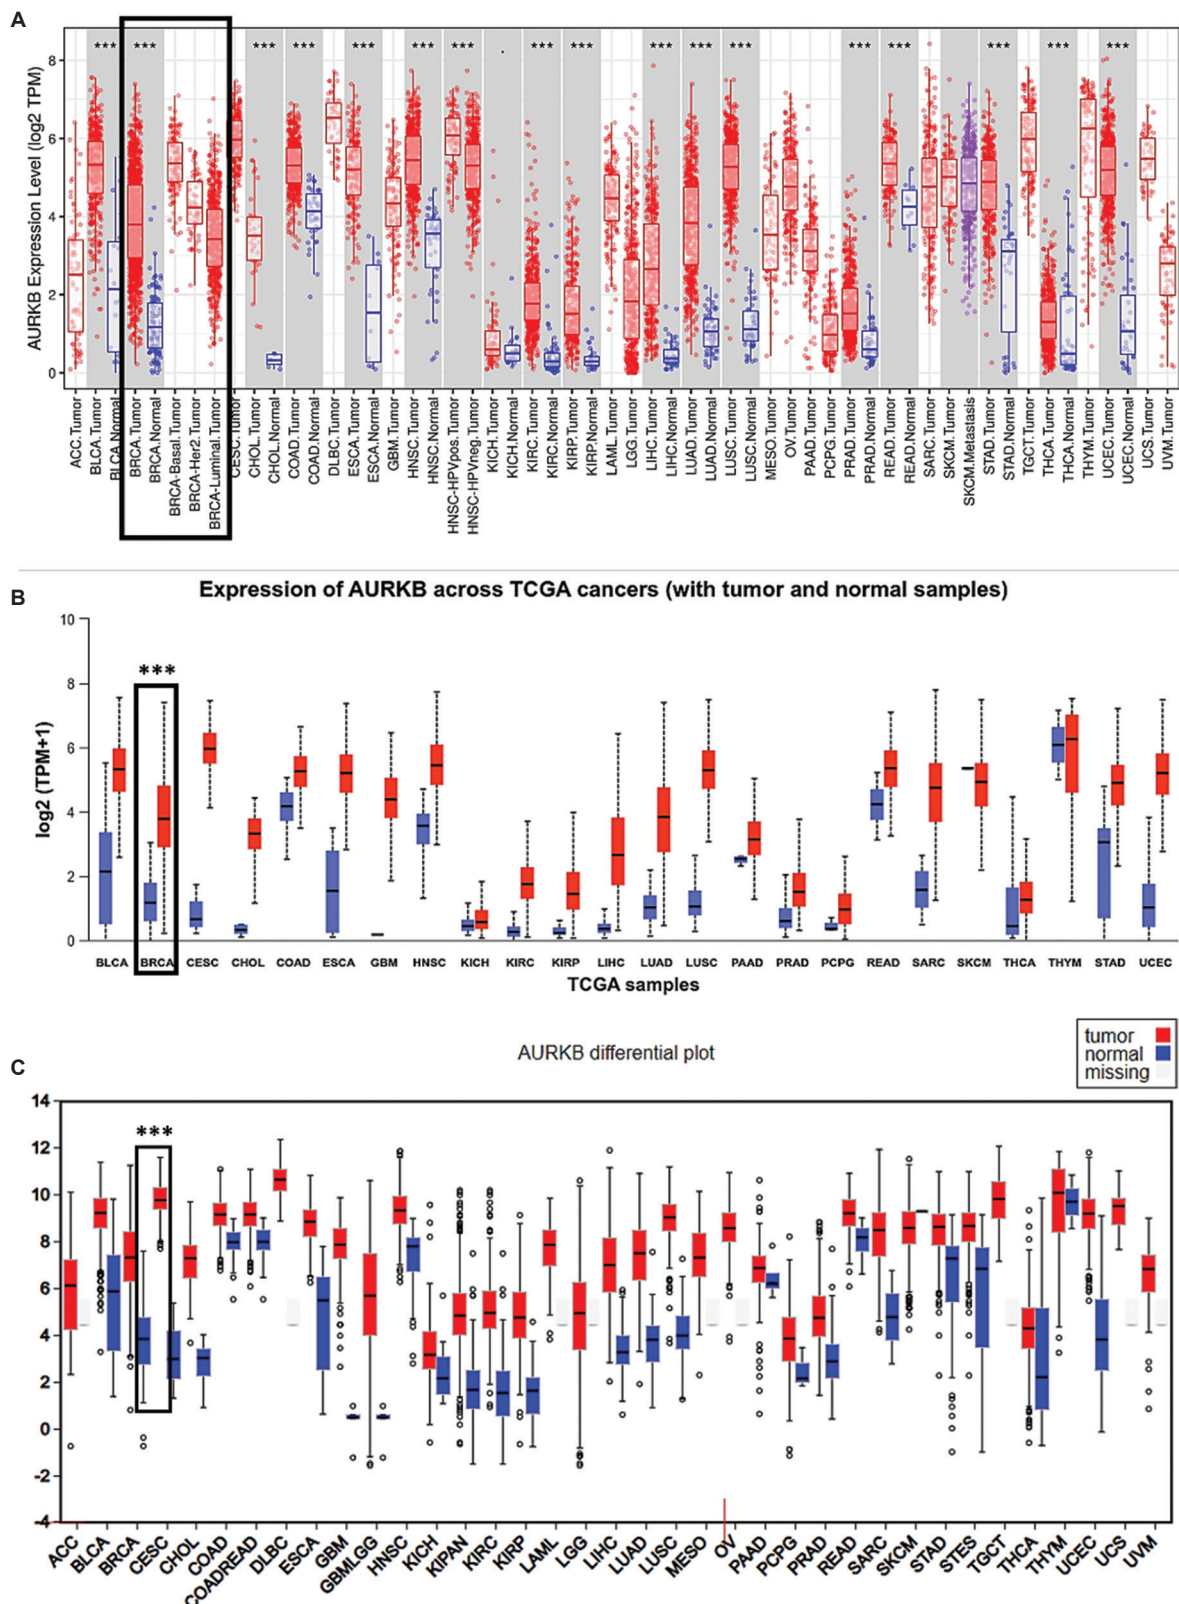 A
*** *** *** *** *** *** *** *** *** *** *** *** *** *** *** *** *** ***
AURKB Expression Level (log2 TPM)
8
6
4
2
0
ACC.Tumor
BLCA.Tumor
BLCA.Normal
BRCA.Tumor
BRCA.Normal
BRCA-Basal.Tumor
BRCA-Her2.Tumor
BRCA-Luminal.Tumor
CESC.Tumor
CHOL.Tumor
CHOL.Normal
COAD.Tumor
COAD.Normal
DLBC.Tumor
ESCA.Tumor
ESCA.Normal
GBM.Tumor
HNSC.Tumor
HNSC.Normal
HNSC-HPVpos.Tumor
HNSC-HPVneg.Tumor
KICH.Tumor
KICH.Normal
KIRC.Tumor
KIRC.Normal
KIRP.Tumor
KIRP.Normal
LAML.Tumor
LGG.Tumor
LIHC.Tumor
LIHC.Normal
LUAD.Tumor
LUAD.Normal
LUSC.Tumor
LUSC.Normal
MESO.Tumor
OV.Tumor
PAAD.Tumor
PCPG.Tumor
PRAD.Tumor
PRAD.Normal
READ.Tumor
READ.Normal
SARC.Tumor
SKCM.Tumor
SKCM.Metastasis
STAD.Tumor
STAD.Normal
TGCT.Tumor
THCA.Tumor
THCA.Normal
THYM.Tumor
UCEC.Tumor
UCEC.Normal
UCS.Tumor
UVM.Tumor
B
Expression of AURKB across TCGA cancers (with tumor and normal samples)
log2 (TPM+1)
10
8
6
4
2
0
***
BLCA BRCA CESC CHOL COAD ESCA GBM HNSC KICH KIRC KIRP LIHC LUAD LUSC PAAD PRAD PCPG READ SARC SKCM THCA THYM STAD UCEC
TCGA samples
C
AURKB differential plot
tumor
normal
missing
***
14
12
10
8
6
4
2
0
-2
-4
ACC
BLCA
BRCA
CESC
CHOL
COAD
COADREAD
DLBC
ESCA
GBM
GBMLGG
HNSC
KICH
KIPAN
KIRC
KIRP
LAML
LGG
LIHC
LUAD
LUSC
MESO
OV
PAAD
PCPG
PRAD
READ
SARC
SKCM
STAD
STES
TGCT
THCA
THYM
UCEC
UCS
UVM